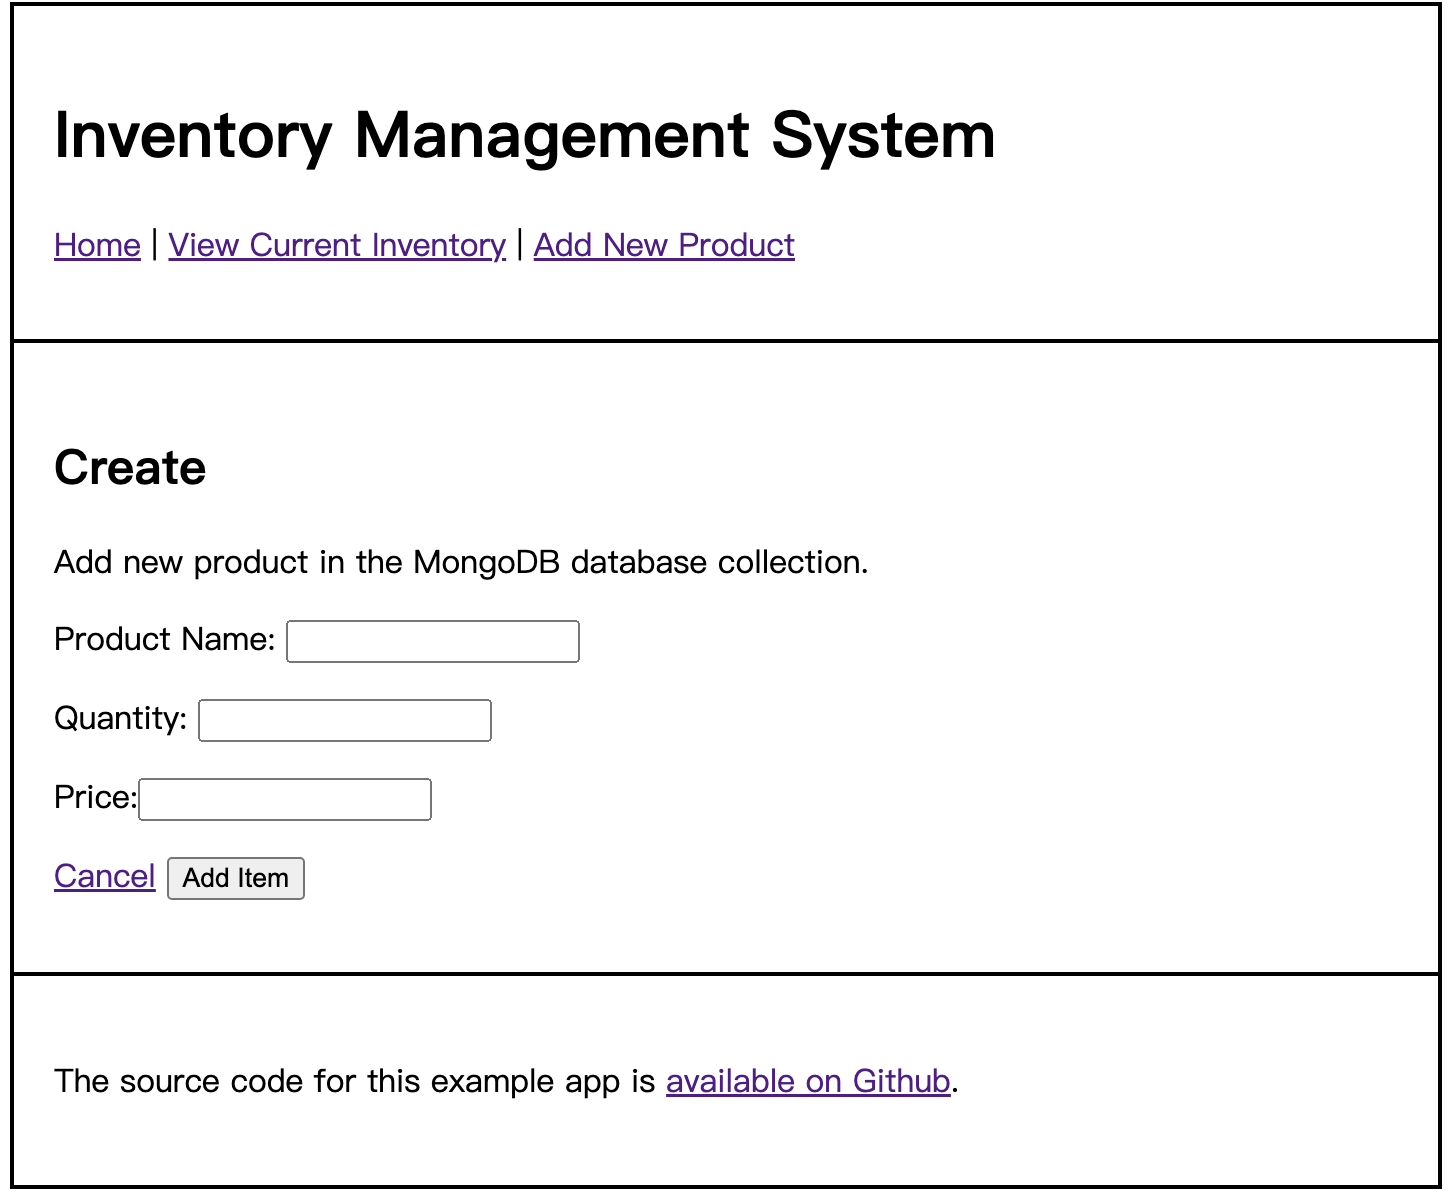 Inventory Management System
Home | View Current Inventory | Add New Product
Create
Add new product in the MongoDB database collection.
Product Name:
Quantity:
Price:
Cancel Add Item
The source code for this example app is available on Github.